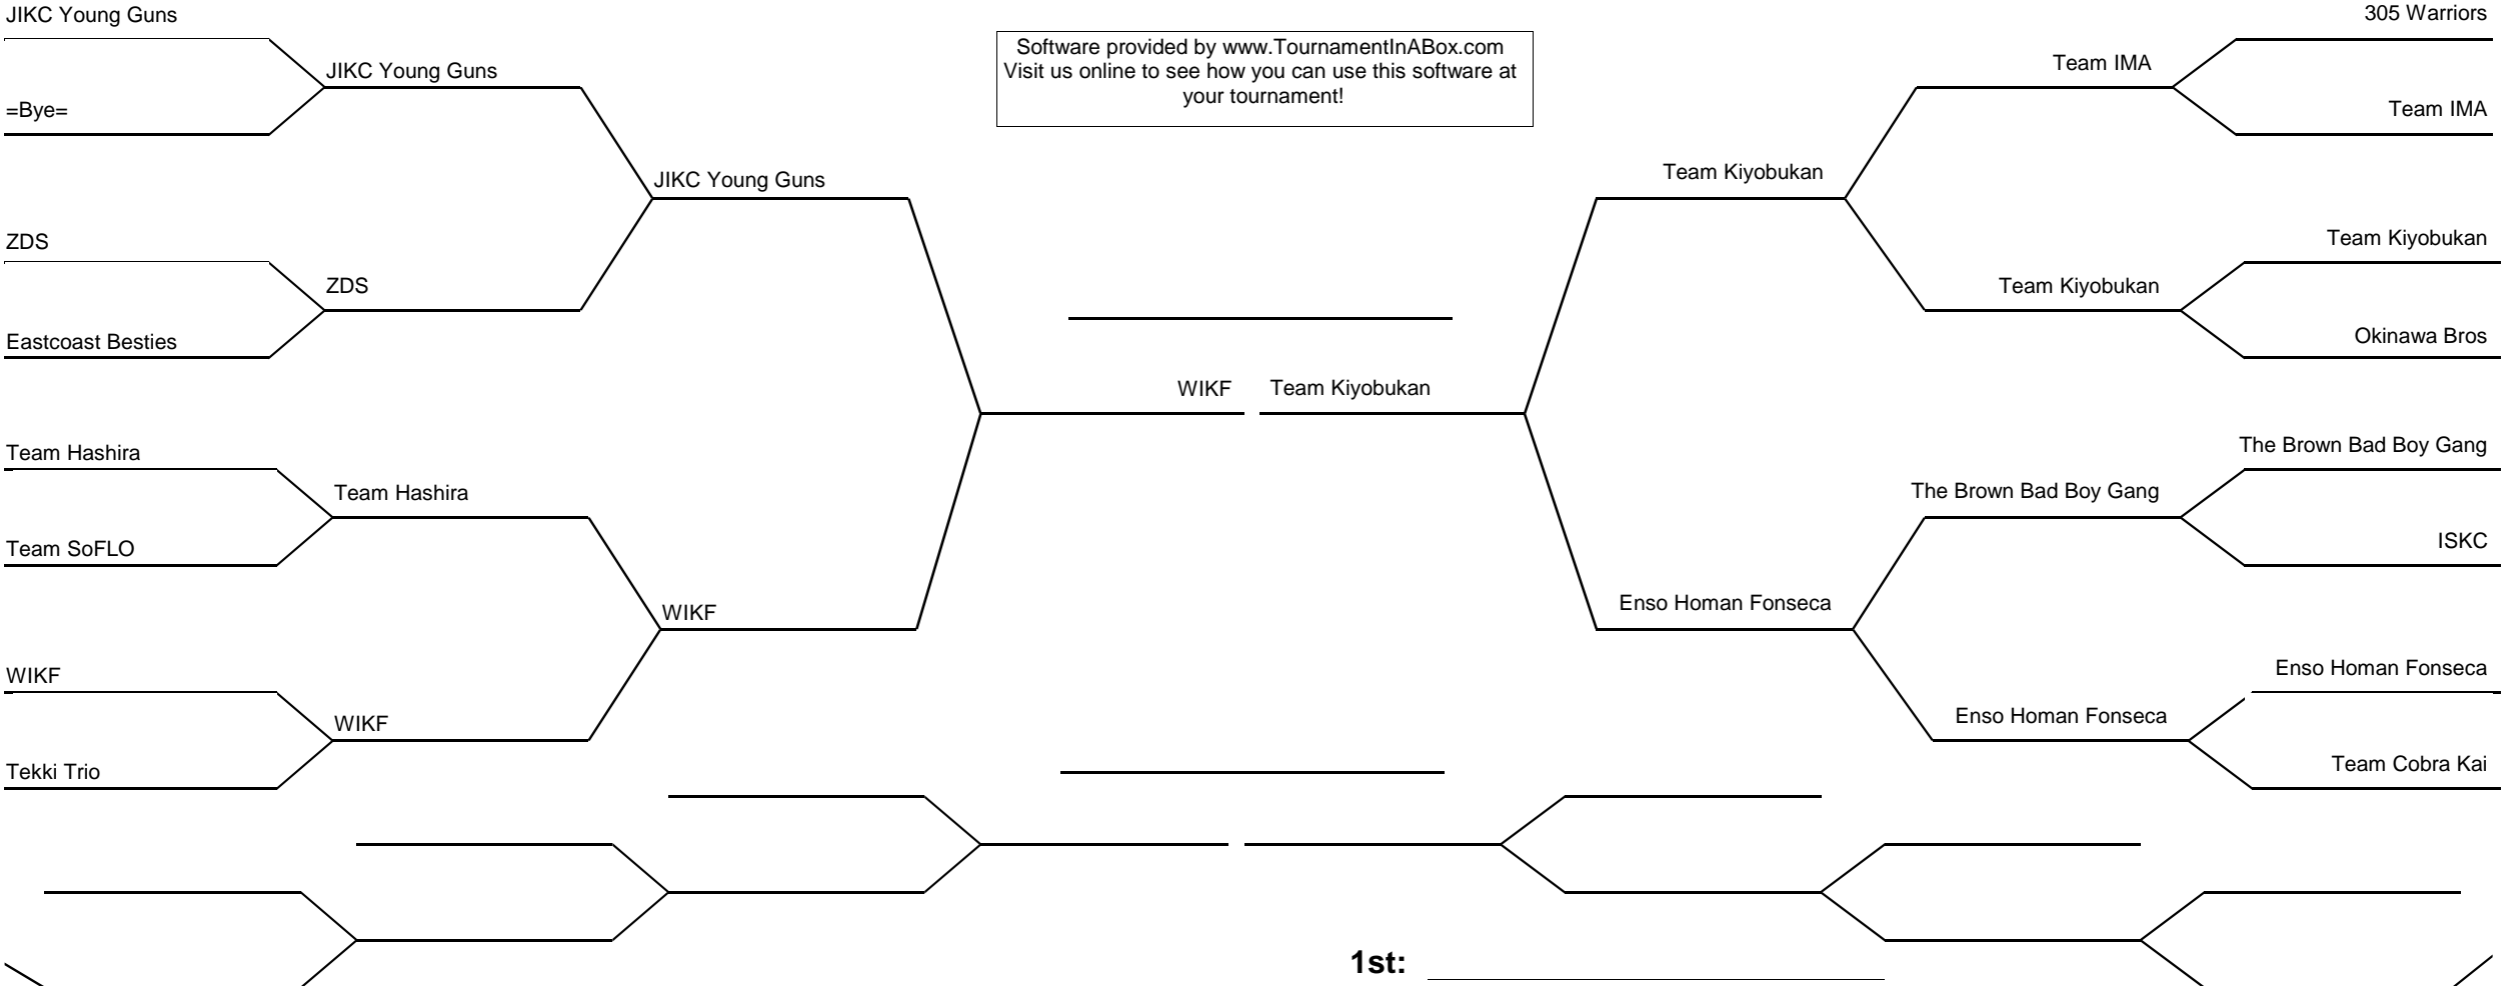 JIKC Young Guns
=Bye=
ZDS
Eastcoast Besties
Team Hashira
Team SoFLO
WIKF
Tekki Trio
JIKC Young Guns
ZDS
Team Hashira
WIKF
JIKC Young Guns
WIKF
Software provided by www.TournamentInABox.com
Visit us online to see how you can use this software at
your tournament!
WIKF
Team Kiyobukan
Team Kiyobukan
Enso Homan Fonseca
Team IMA
Team Kiyobukan
The Brown Bad Boy Gang
Enso Homan Fonseca
305 Warriors
Team IMA
Team Kiyobukan
Okinawa Bros
The Brown Bad Boy Gang
ISKC
Enso Homan Fonseca
Team Cobra Kai
1st: